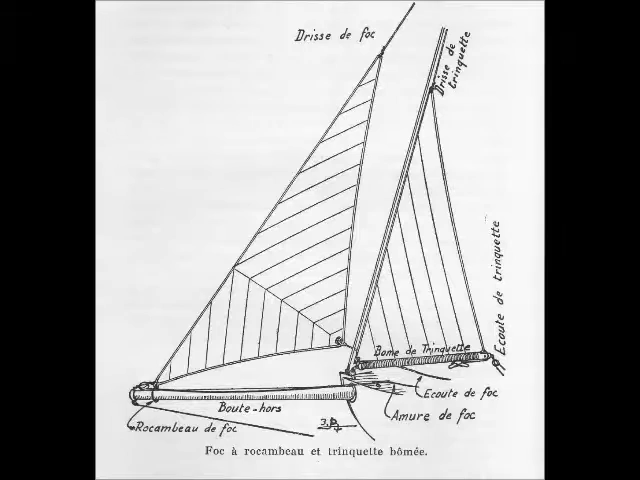 Drisse de foc
Drisse de
trinquette
Ecoute de trinquette
Bome de Trinquette
Ecoute de foc
Amure de foc
Boute-hors
Rocambeau de foc
Foc à rocambeau et trinquette bômée.